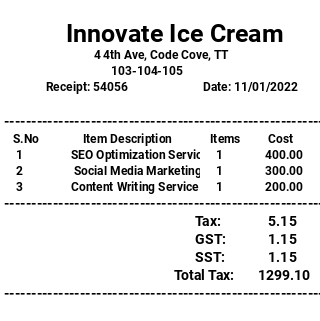 Innovate Ice Cream
4 4th Ave, Code Cove, TT
103-104-105
Receipt: 54056 Date: 11/01/2022
S.No Item Description Items Cost
1 SEO Optimization Servic 1 400.00
2 Social Media Marketing 1 300.00
3 Content Writing Service 1 200.00
Tax: 5.15
GST: 1.15
SST: 1.15
Total Tax: 1299.10